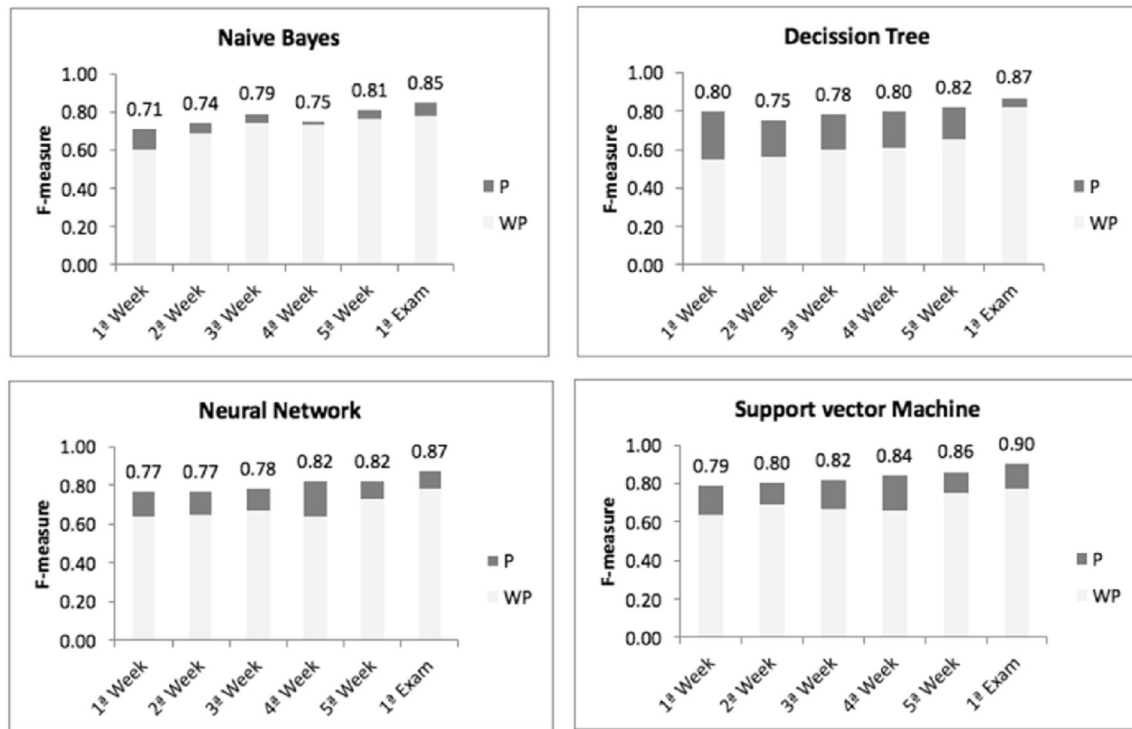 Naive Bayes
1.00
0.80
0.60
0.40
0.20
0.00
F-measure
0.71
0.74
0.79
0.75
0.81
0.85
1ª Week
2ª Week
3ª Week
4ª Week
5ª Week
1ª Exam
P
WP
Decission Tree
1.00
0.80
0.60
0.40
0.20
0.00
F-measure
0.80
0.75
0.78
0.80
0.82
0.87
1ª Week
2ª Week
3ª Week
4ª Week
5ª Week
1ª Exam
P
WP
Neural Network
1.00
0.80
0.60
0.40
0.20
0.00
F-measure
0.77
0.77
0.78
0.82
0.82
0.87
1ª Week
2ª Week
3ª Week
4ª Week
5ª Week
1ª Exam
P
WP
Support vector Machine
1.00
0.80
0.60
0.40
0.20
0.00
F-measure
0.79
0.80
0.82
0.84
0.86
0.90
1ª Week
2ª Week
3ª Week
4ª Week
5ª Week
1ª Exam
P
WP